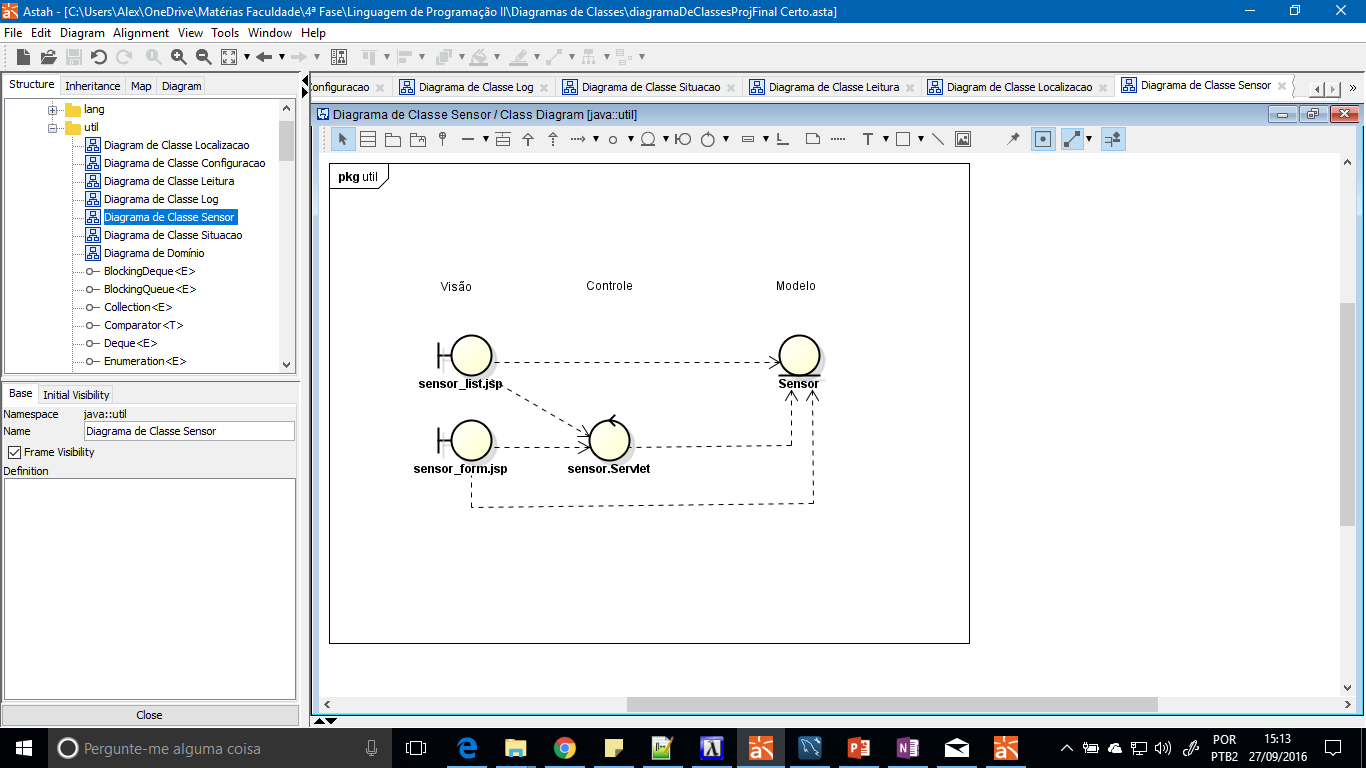 Astah - [C:\Users\Alex\OneDrive\Matérias Faculdade\4ª Fase\Linguagem de Programação II\Diagramas de Classes\diagramaDeClassesProjFinal Certo.asta]
File Edit Diagram Alignment View Tools Window Help
Structure Inheritance Map Diagram
onfiguracao Diagrama de Classe Log Diagrama de Classe Situacao Diagrama de Classe Leitura Diagram de Classe Localizacao Diagrama de Classe Sensor
lang
util
Diagram de Classe Localizacao
Diagrama de Classe Configuracao
Diagrama de Classe Leitura
Diagrama de Classe Log
Diagrama de Classe Sensor
Diagrama de Classe Situacao
Diagrama de Domínio
BlockingDeque<E>
BlockingQueue<E>
Collection<E>
Comparator<T>
Deque<E>
Enumeration<E>
Base Initial Visibility
Namespace java::util
Name Diagrama de Classe Sensor
Frame Visibility
Definition
Close
Diagrama de Classe Sensor / Class Diagram [java::util]
T
pkg util
Visão Controle Modelo
sensor_list.jsp Sensor
sensor_form.jsp sensor.Servlet
Pergunte-me alguma coisa
POR
PTB2
15:13
27/09/2016